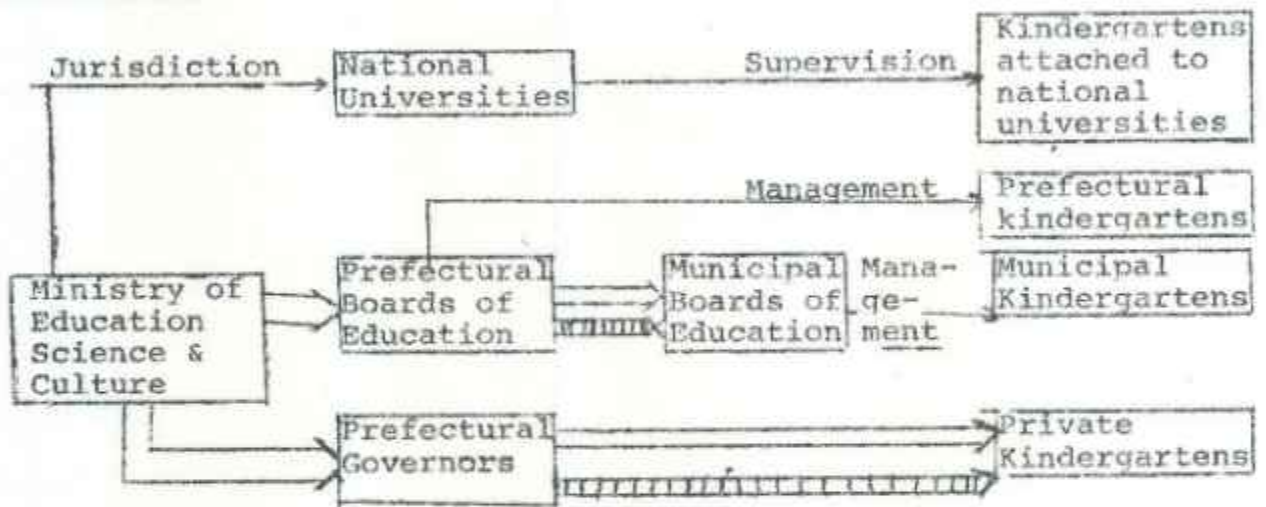 Jurisdiction
National
Universities
Supervision
Kindergartens
attached to
national
universities
Management
Prefectural
kindergartens
Ministry of
Education
Science &
Culture
Prefectural
Boards of
Education
Municipal
Boards of
Education
Mana-
ge-
ment
Municipal
Kindergartens
Prefectural
Governors
Private
Kindergartens